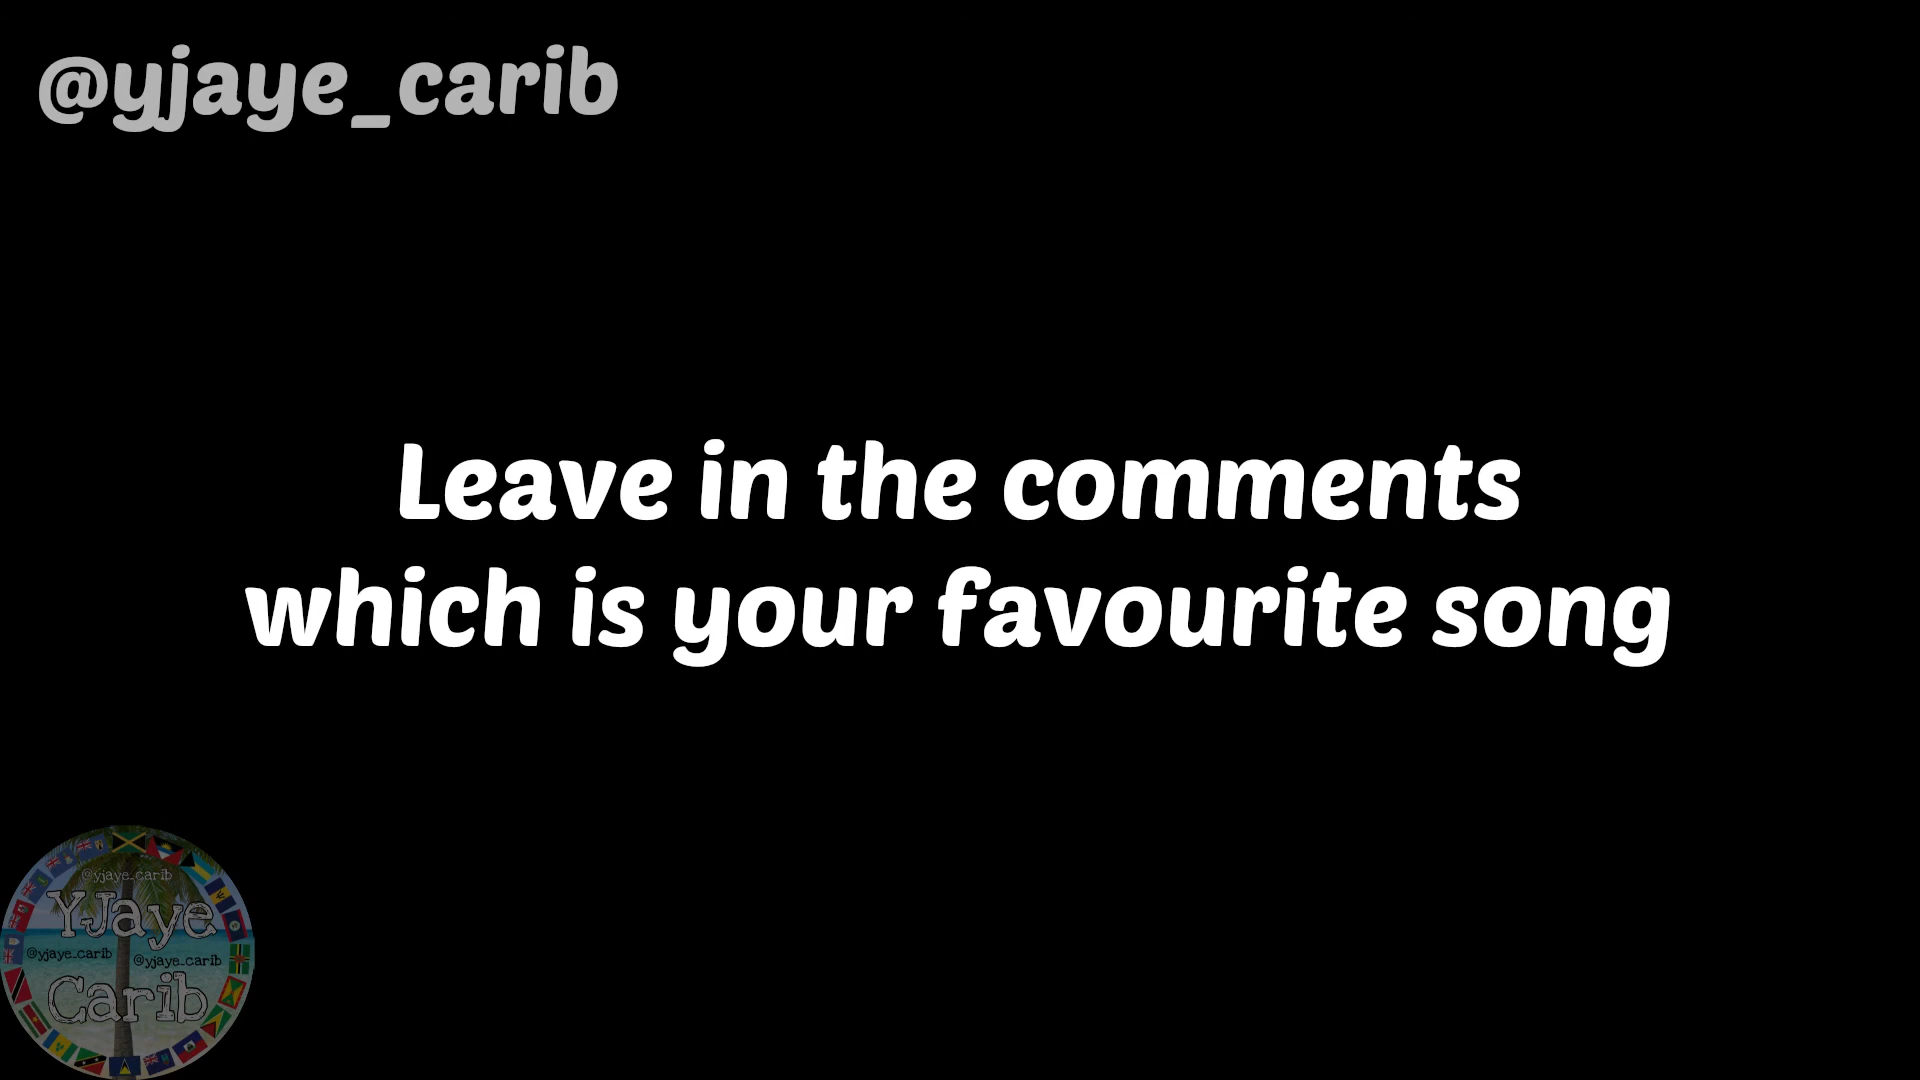 @yjaye_carib
Leave in the comments
which is your favourite song
@yjaye_carib
YJaye
@yjaye_carib @yjaye_carib
Carib